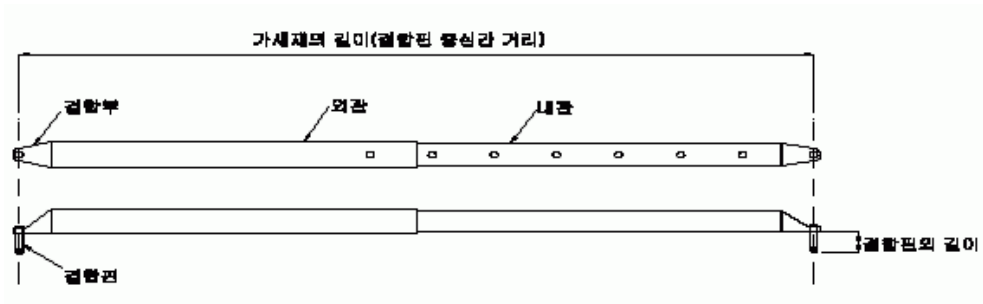 가새재의 길이(결합핀 중심간 거리)
결합부
외관
내관
결합핀의 길이
결합핀